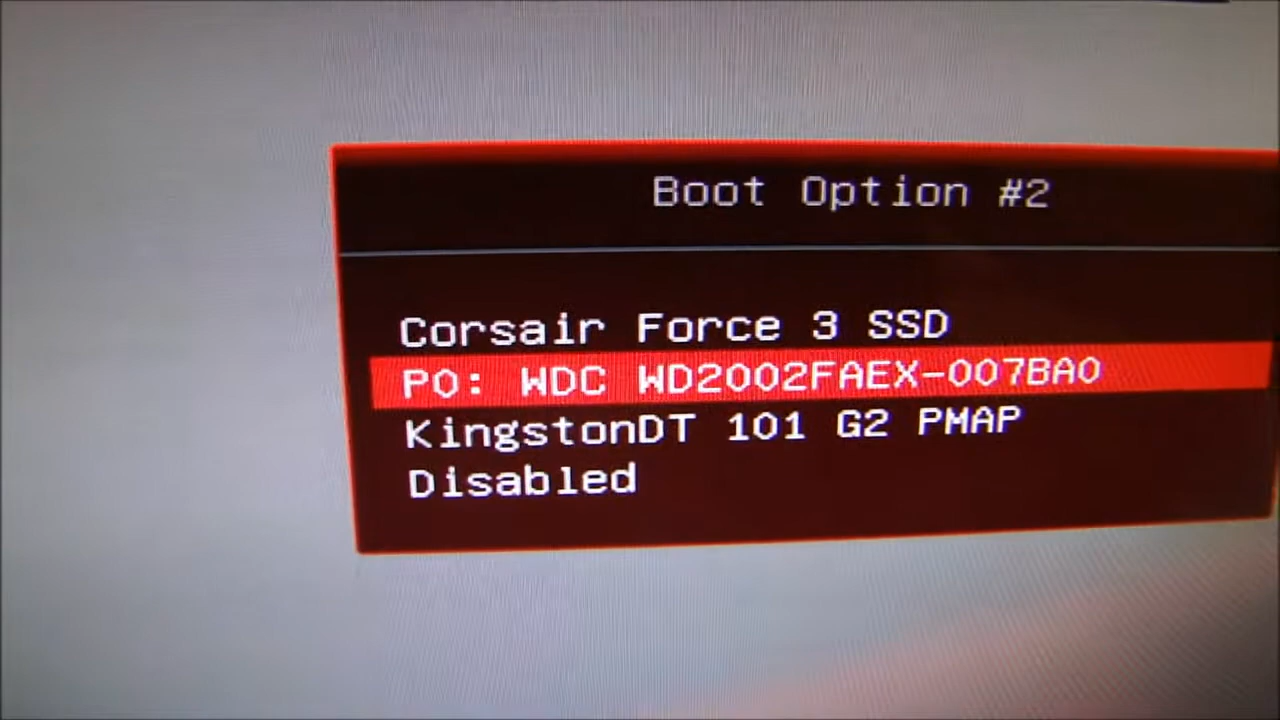 Boot Option #2
Corsair Force 3 SSD
P0: WDC WD2002FAEX-007BA0
KingstonDT 101 G2 PMAP
Disabled